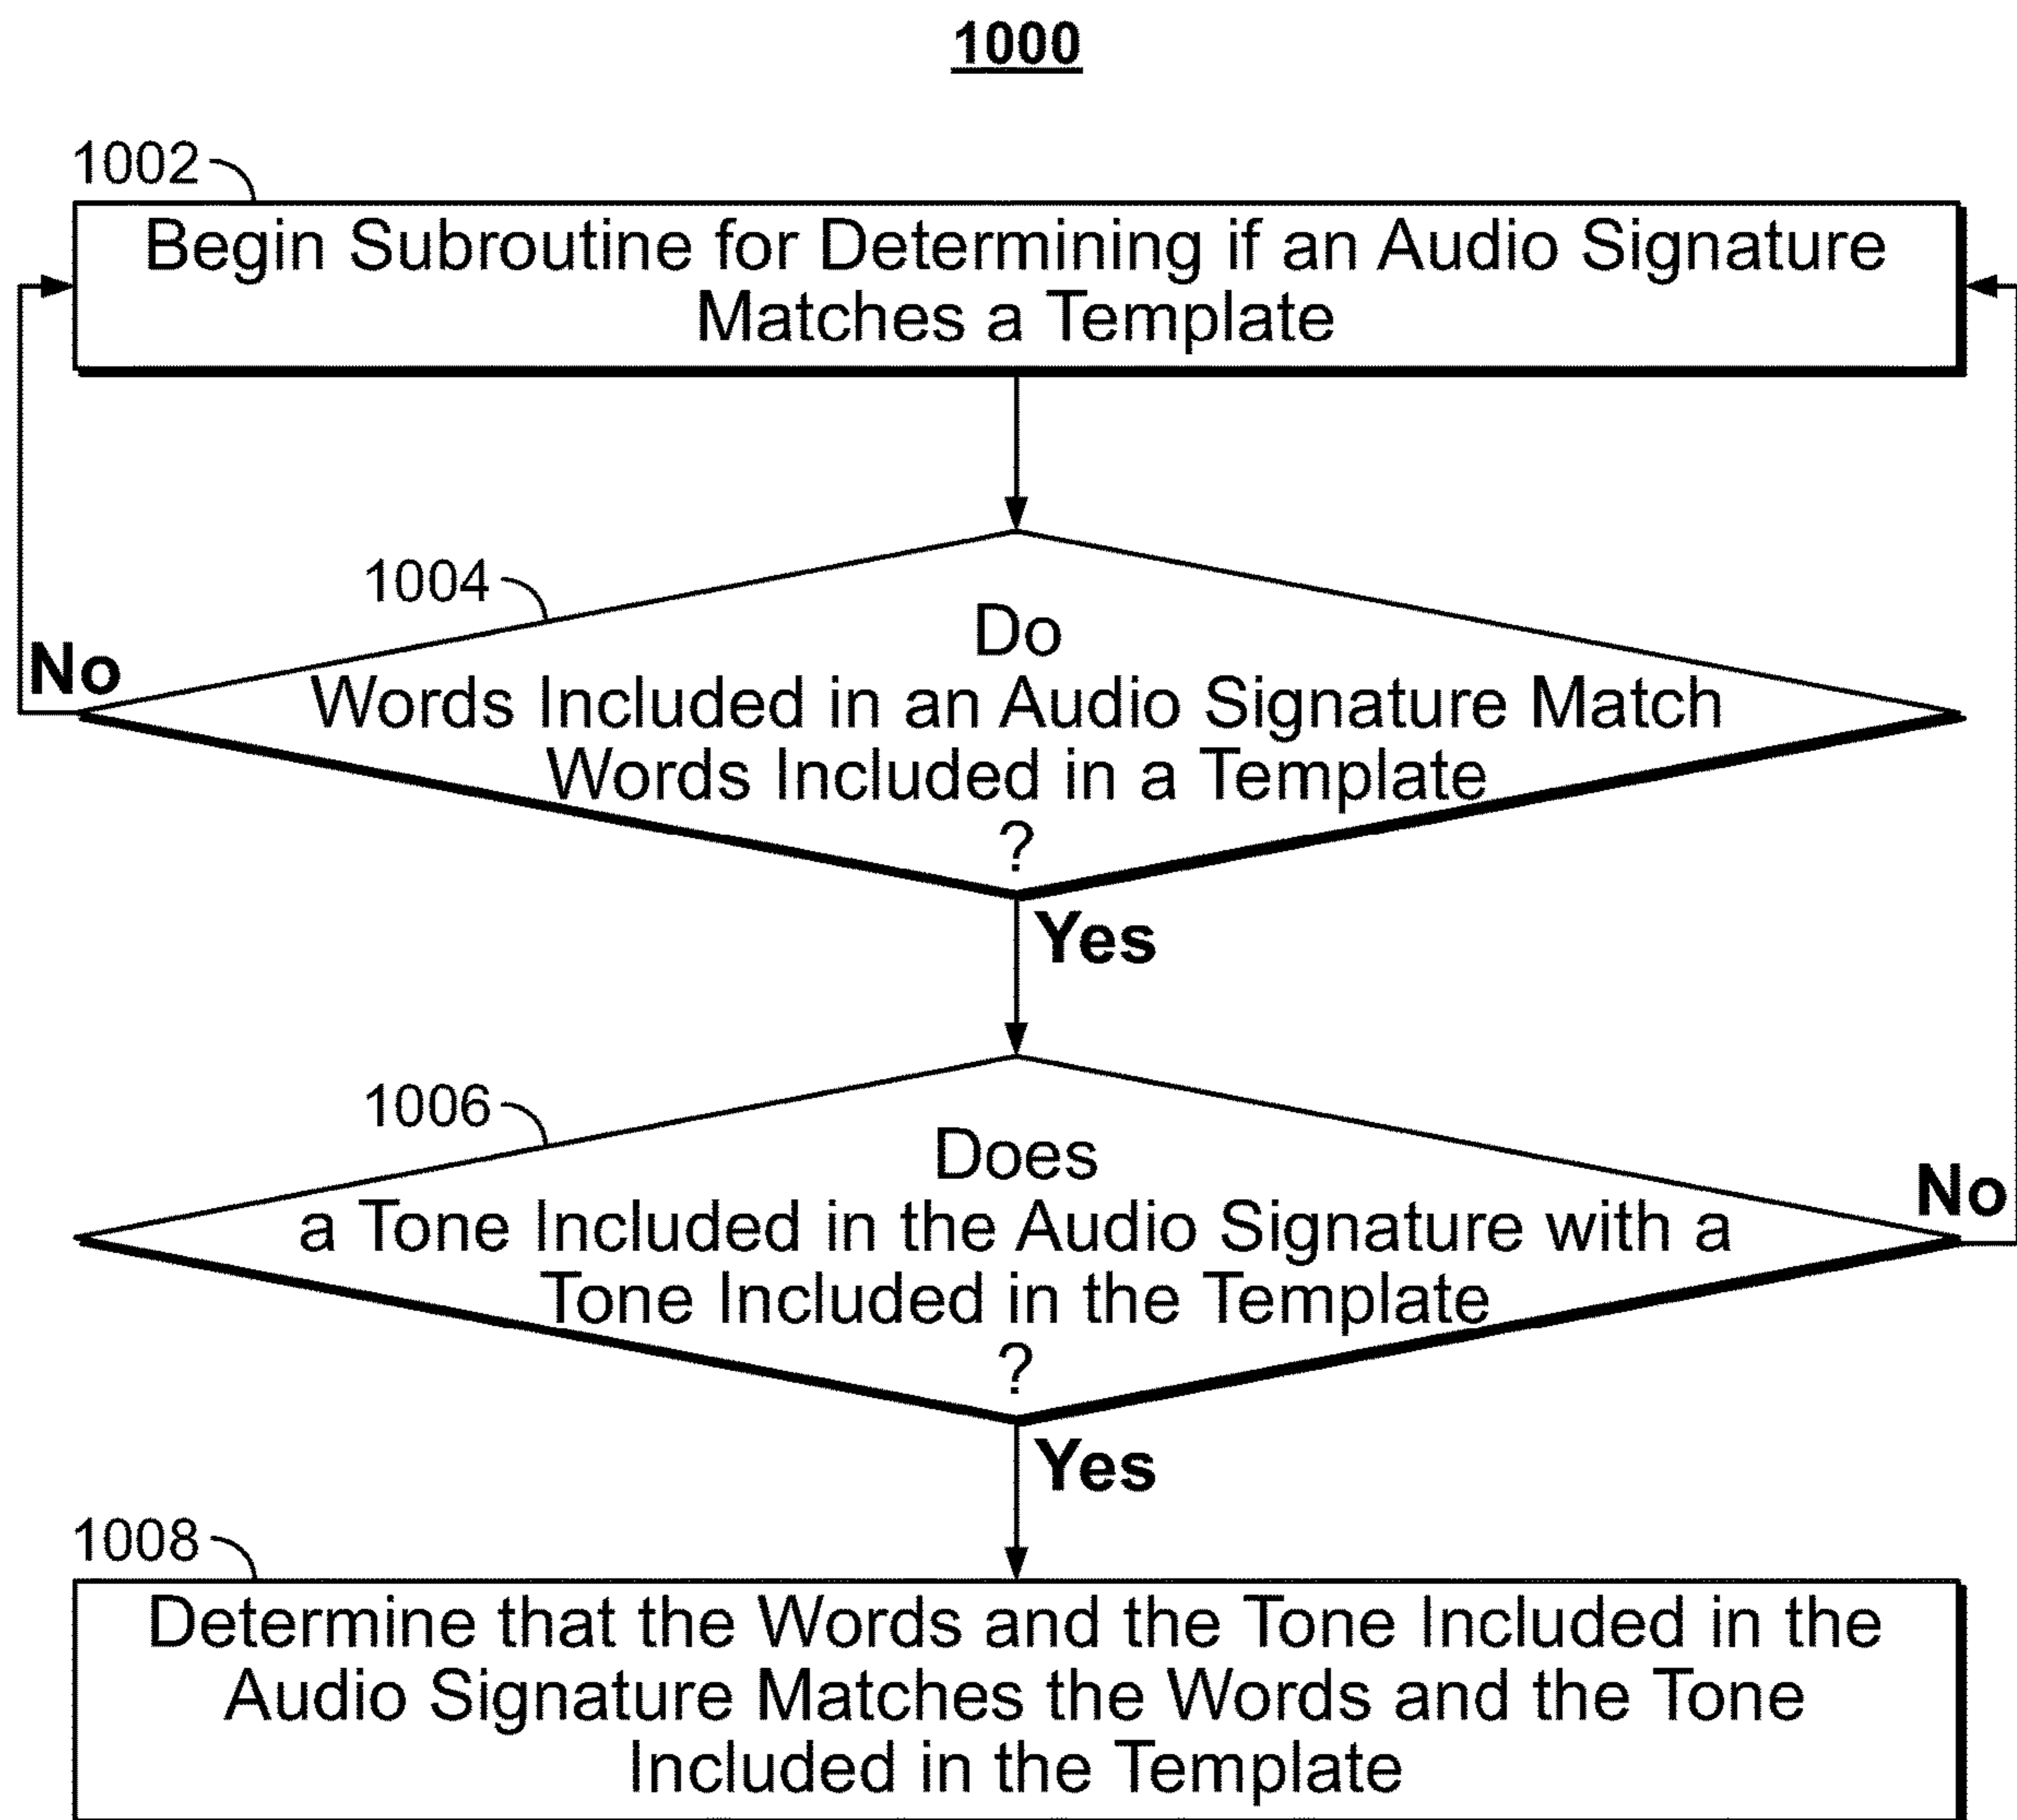 1000
1002
Begin Subroutine for Determining if an Audio Signature
Matches a Template
1004
Do
No
Words Included in an Audio Signature Match
Words Included in a Template
?
Yes
1006
Does
No
a Tone Included in the Audio Signature with a
Tone Included in the Template
?
Yes
1008
Determine that the Words and the Tone Included in the
Audio Signature Matches the Words and the Tone
Included in the Template